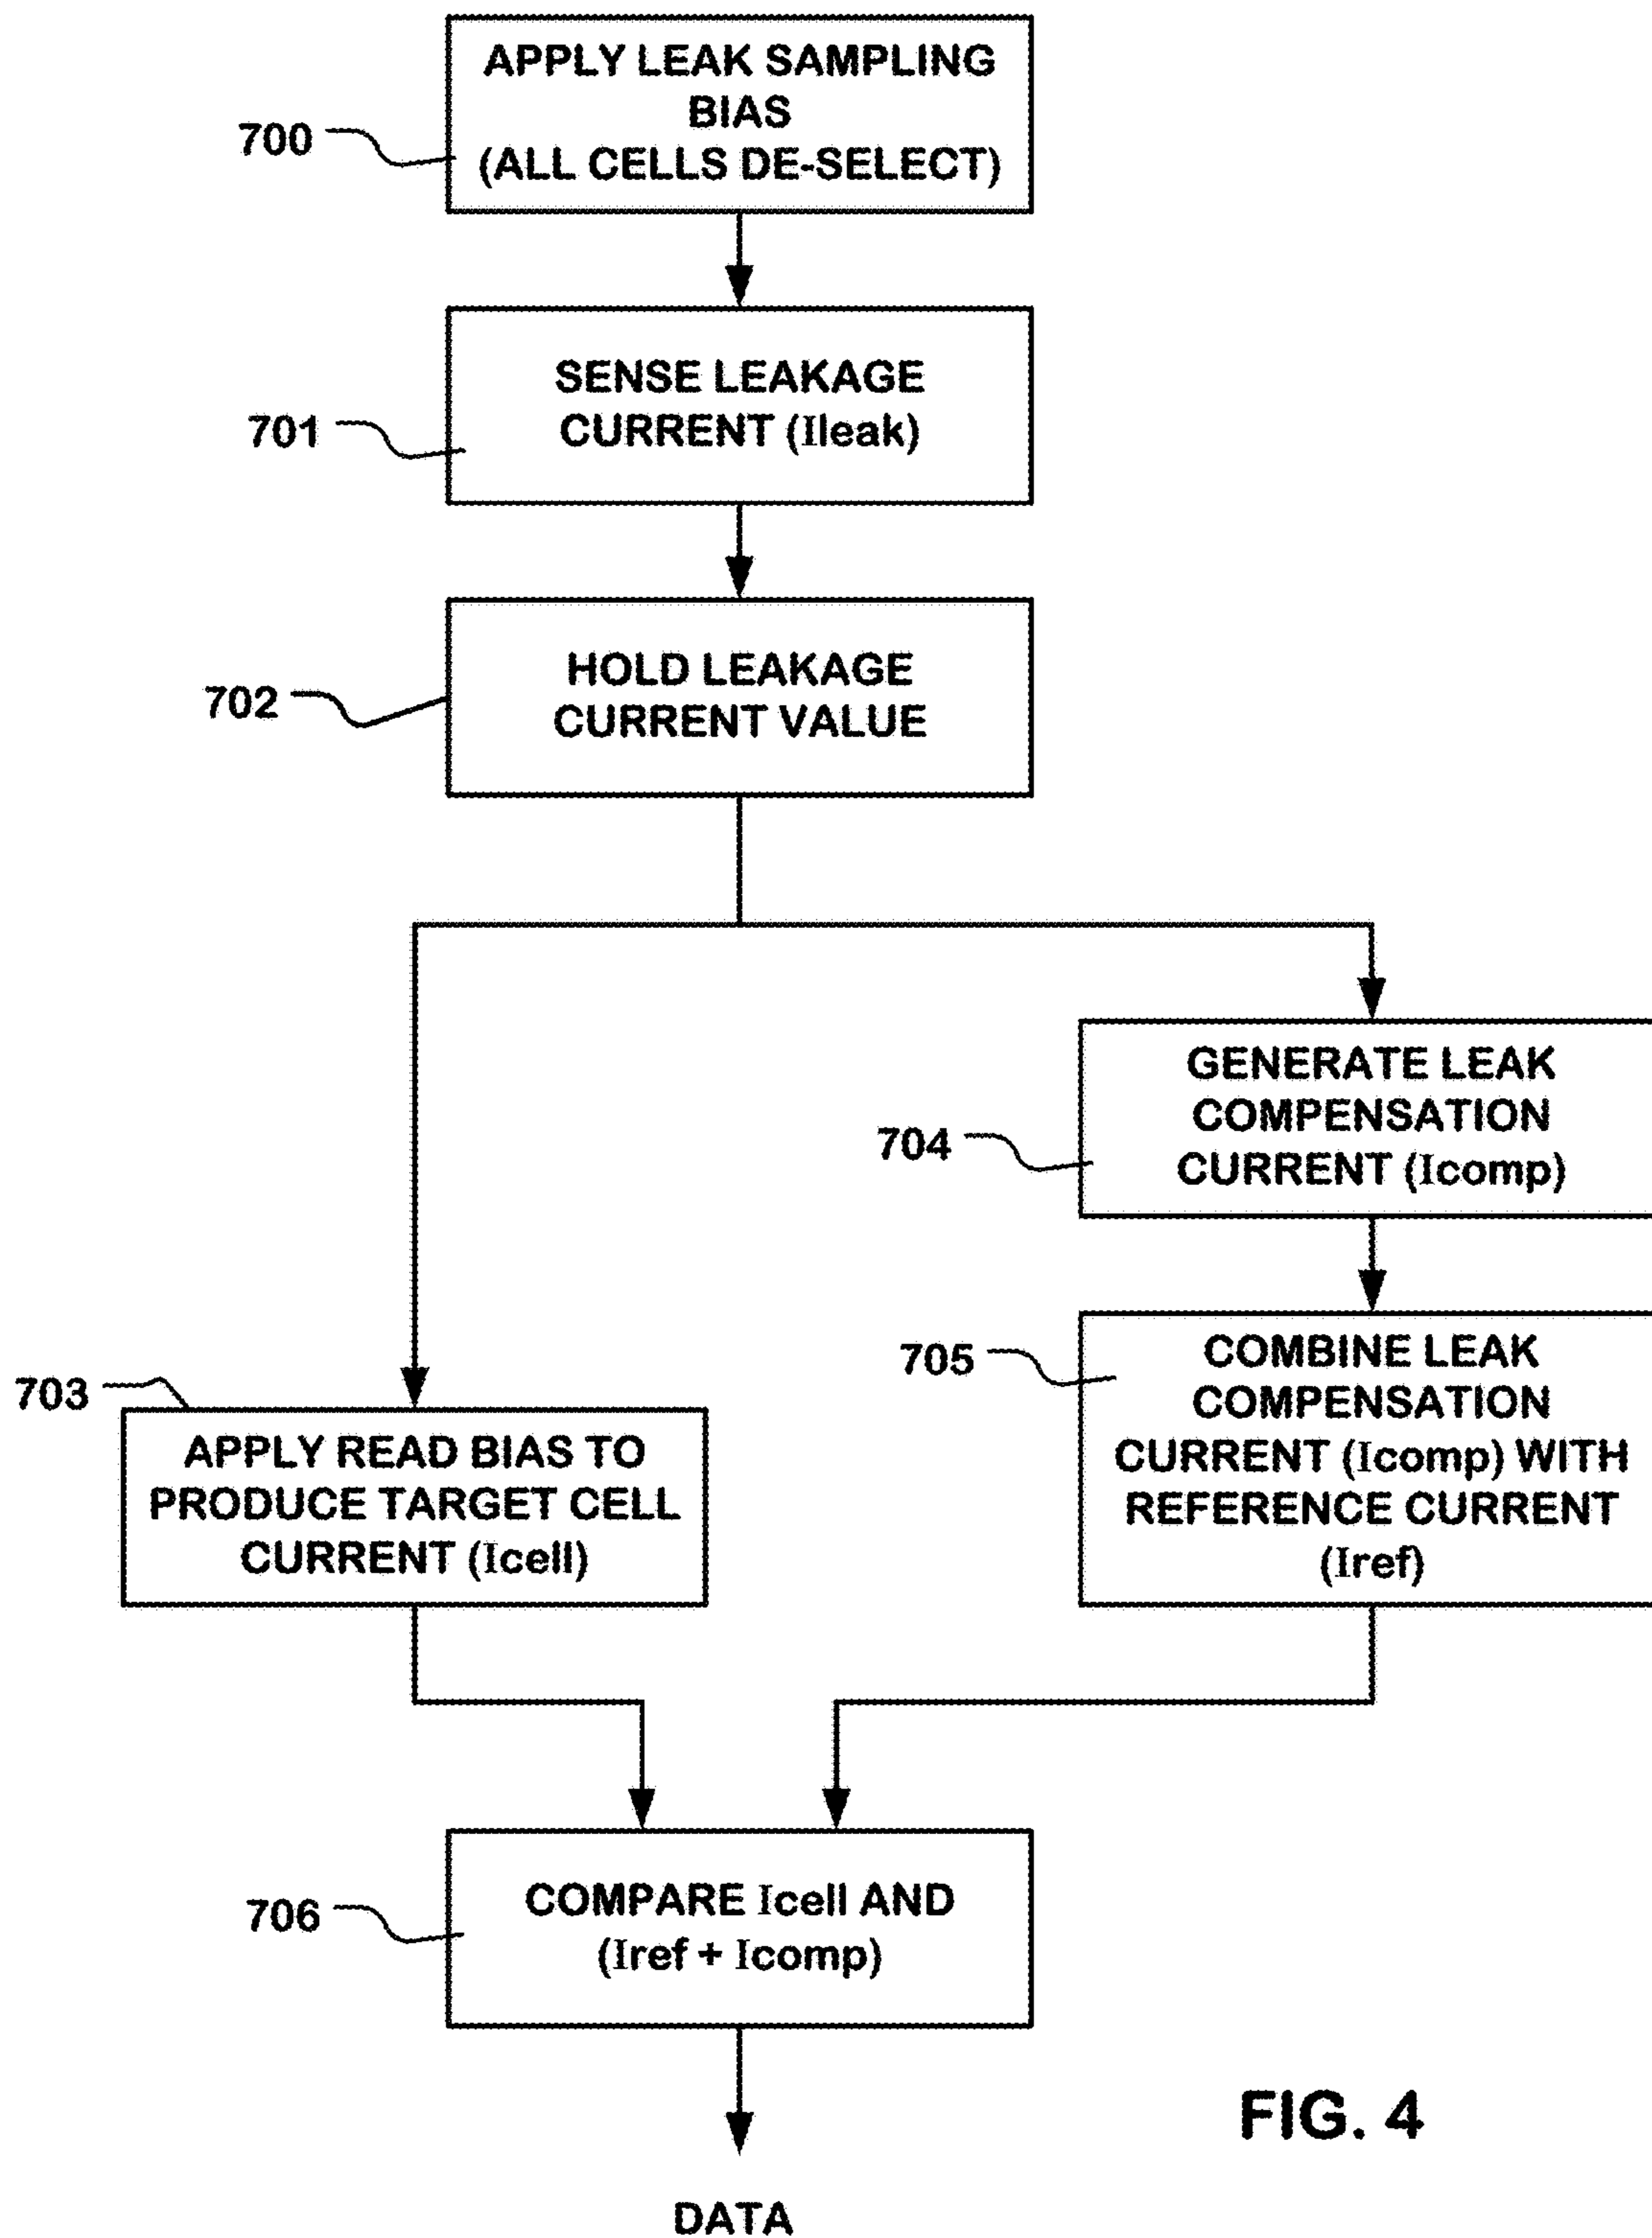 APPLY LEAK SAMPLING
BIAS
(ALL CELLS DE-SELECT)
700
SENSE LEAKAGE
CURRENT (Ileak)
701
HOLD LEAKAGE
CURRENT VALUE
702
GENERATE LEAK
COMPENSATION
CURRENT (Icomp)
704
COMBINE LEAK
COMPENSATION
CURRENT (Icomp) WITH
REFERENCE CURRENT
(Iref)
705
703
APPLY READ BIAS TO
PRODUCE TARGET CELL
CURRENT (Icell)
COMPARE Icell AND
(Iref + Icomp)
706
FIG. 4
DATA